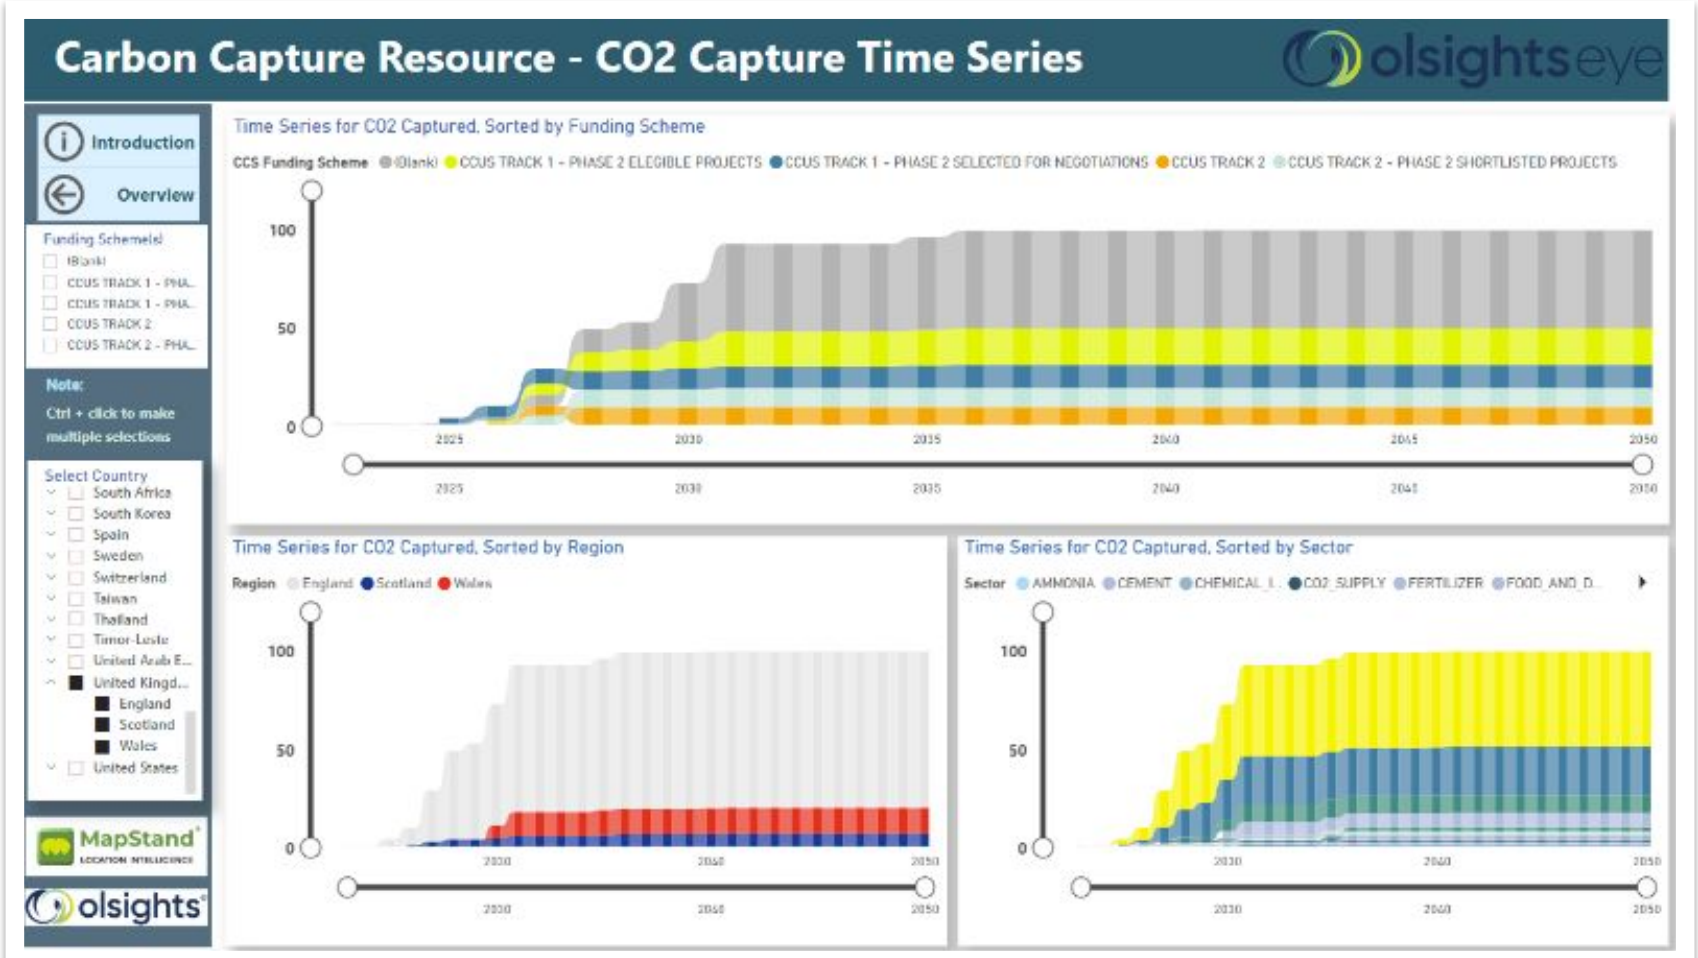 Carbon Capture Resource - CO2 Capture Time Series
olsightseye
Introduction
Overview
Funding Scheme(s)
(Blank)
CCUS TRACK 1 - PHA...
CCUS TRACK 1 - PHA...
CCUS TRACK 2
CCUS TRACK 2 - PHA...
Note:
Ctrl + click to make
multiple selections
Select Country
South Africa
South Korea
Spain
Sweden
Switzerland
Taiwan
Thailand
Timor-Leste
United Arab E...
United Kingd...
England
Scotland
Wales
United States
MapStand
LOCATION INTELLIGENCE
olsights
Time Series for CO2 Captured, Sorted by Funding Scheme
CCS Funding Scheme (Blank) CCUS TRACK 1 - PHASE 2 ELEGIBLE PROJECTS CCUS TRACK 1 - PHASE 2 SELECTED FOR NEGOTIATIONS CCUS TRACK 2 CCUS TRACK 2 - PHASE 2 SHORTLISTED PROJECTS
100
50
0
2025 2030 2035 2040 2045 2050
2025 2030 2035 2040 2045 2050
Time Series for CO2 Captured, Sorted by Region
Region England Scotland Wales
100
50
0
2030 2040 2050
2030 2040 2050
Time Series for CO2 Captured, Sorted by Sector
Sector AMMONIA CEMENT CHEMICAL_I... CO2_SUPPLY FERTILIZER FOOD_AND_D...
100
50
0
2030 2040 2050
2030 2040 2050